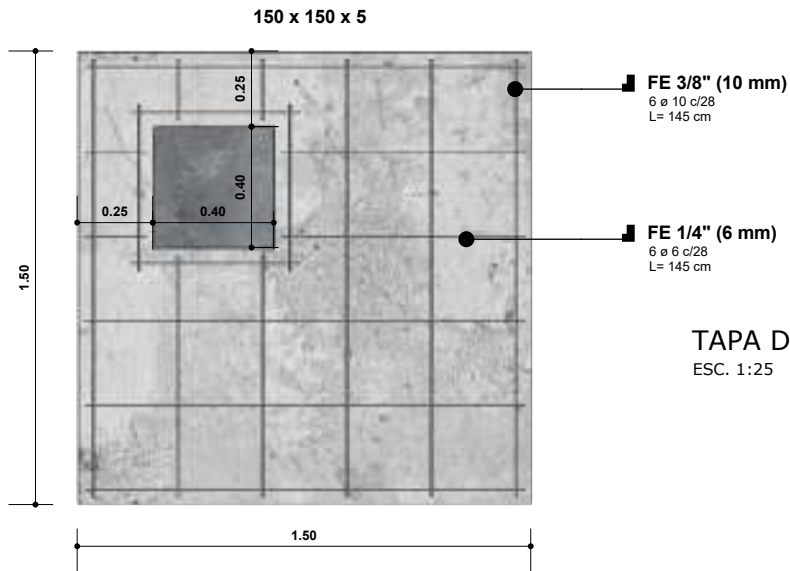 150 x 150 x 5
0.25
0.40
0.25
0.40
1.50
1.50
FE 3/8" (10 mm)
6 ø 10 c/28
L= 145 cm
FE 1/4" (6 mm)
6 ø 6 c/28
L= 145 cm
TAPA D
ESC. 1:25